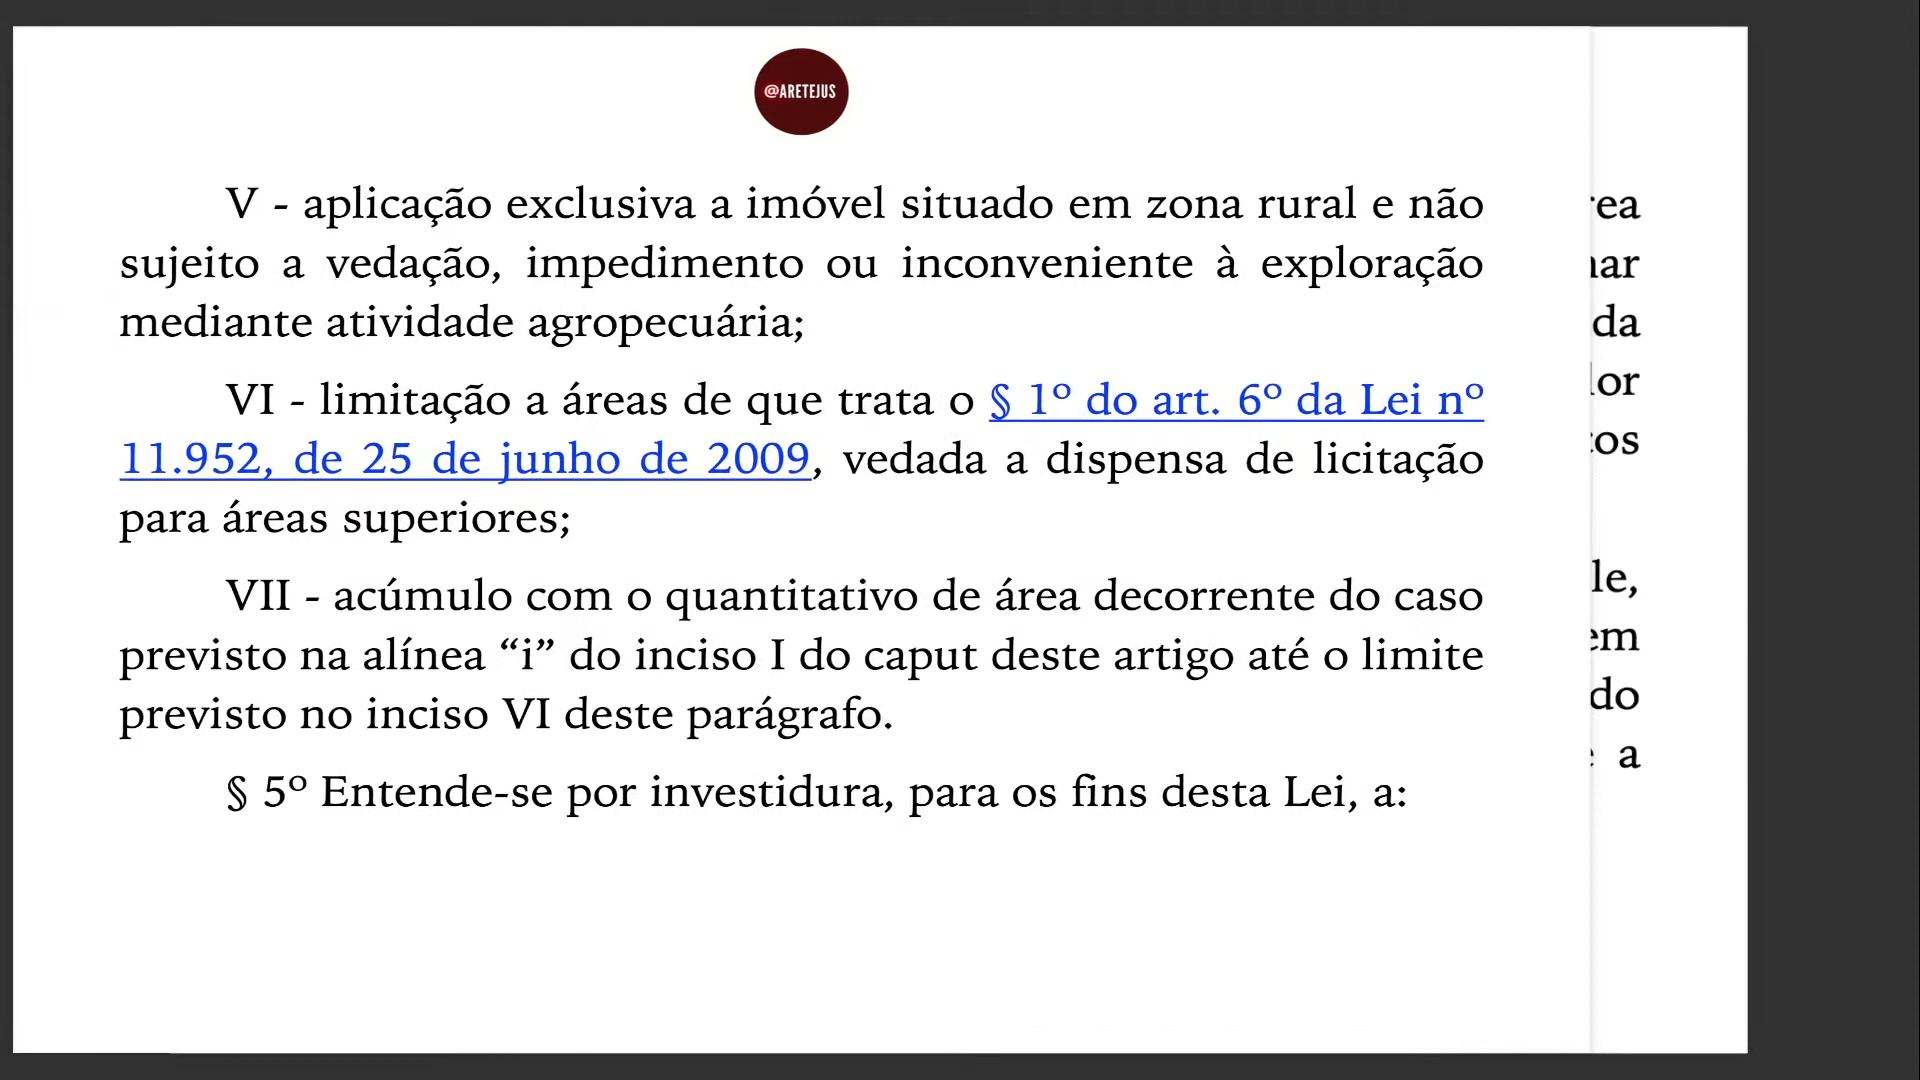 @ARETEJUS
V - aplicação exclusiva a imóvel situado em zona rural e não
sujeito a vedação, impedimento ou inconveniente à exploração
mediante atividade agropecuária;
VI - limitação a áreas de que trata o § 1º do art. 6º da Lei nº
11.952, de 25 de junho de 2009, vedada a dispensa de licitação
para áreas superiores;
VII - acúmulo com o quantitativo de área decorrente do caso
previsto na alínea “i” do inciso I do caput deste artigo até o limite
previsto no inciso VI deste parágrafo.
§ 5º Entende-se por investidura, para os fins desta Lei, a: